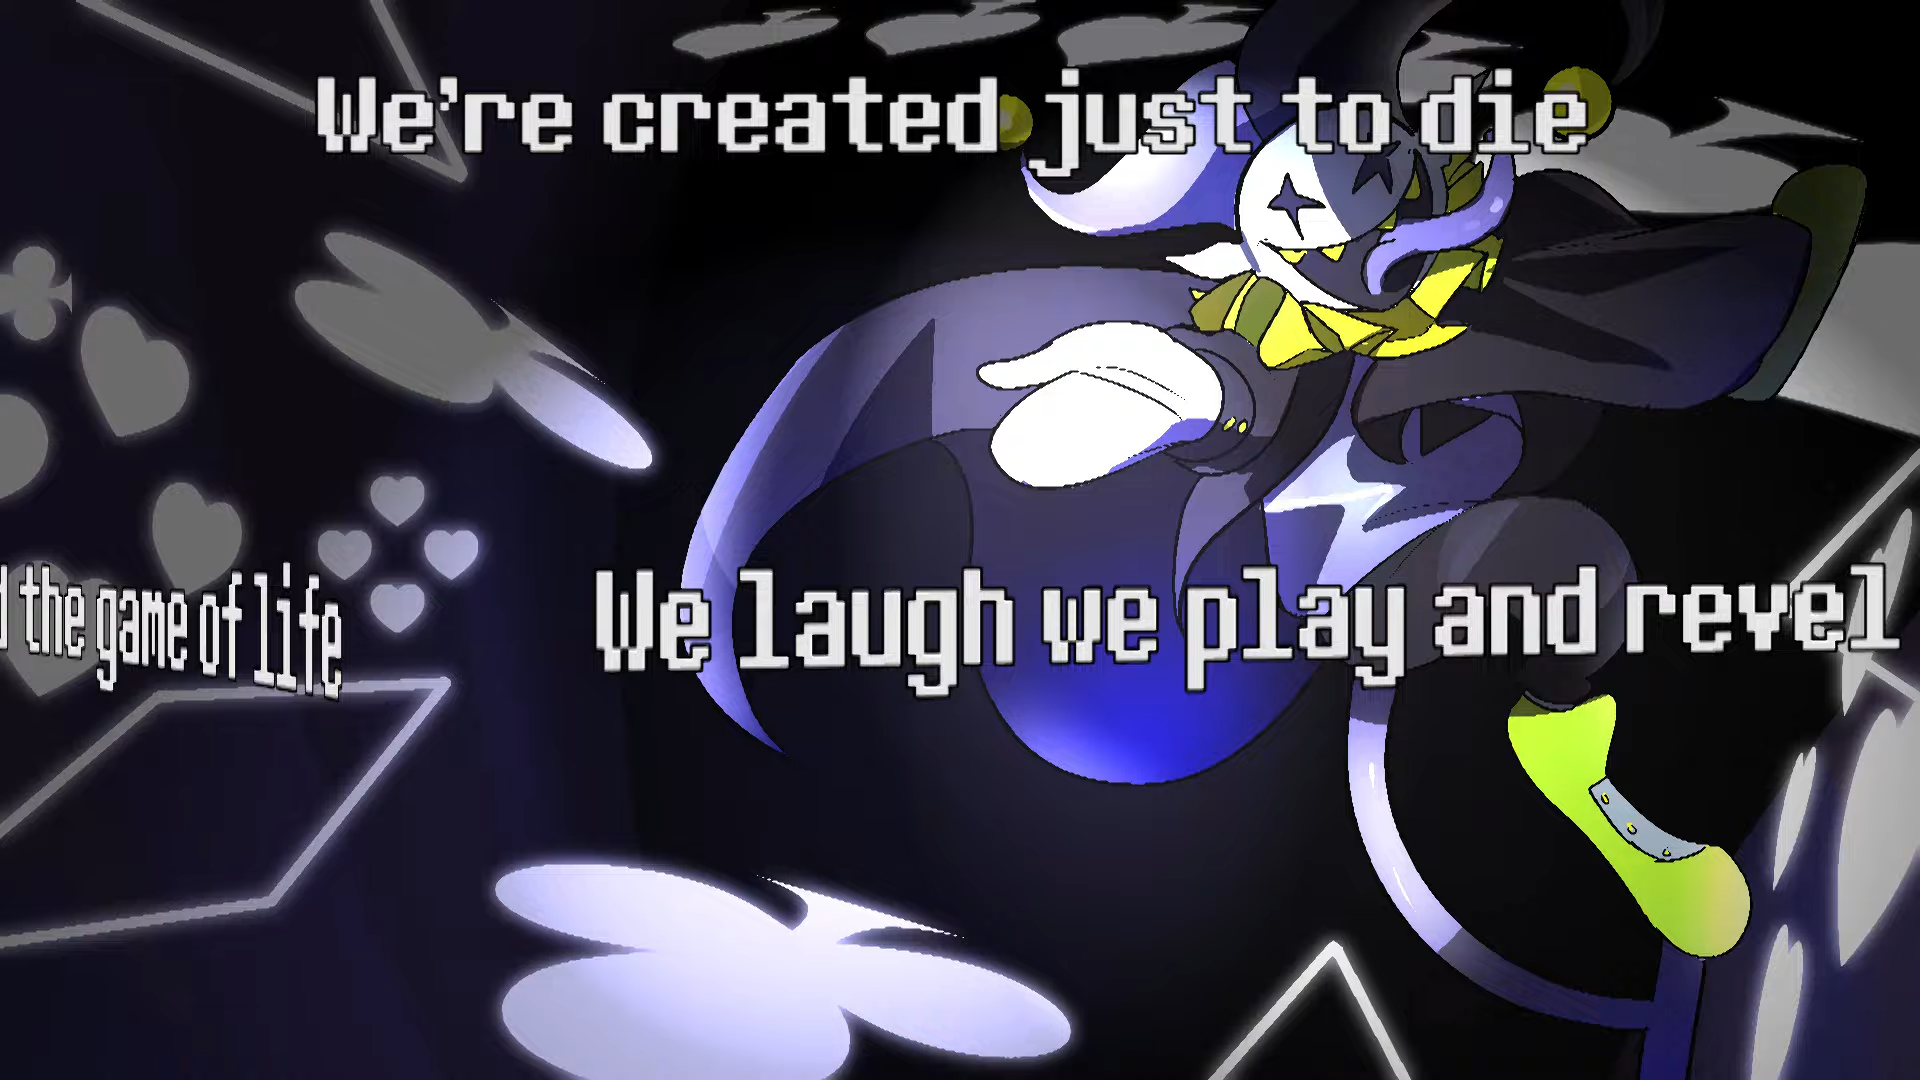 We're created just to die
the game of life
We laugh we play and revel